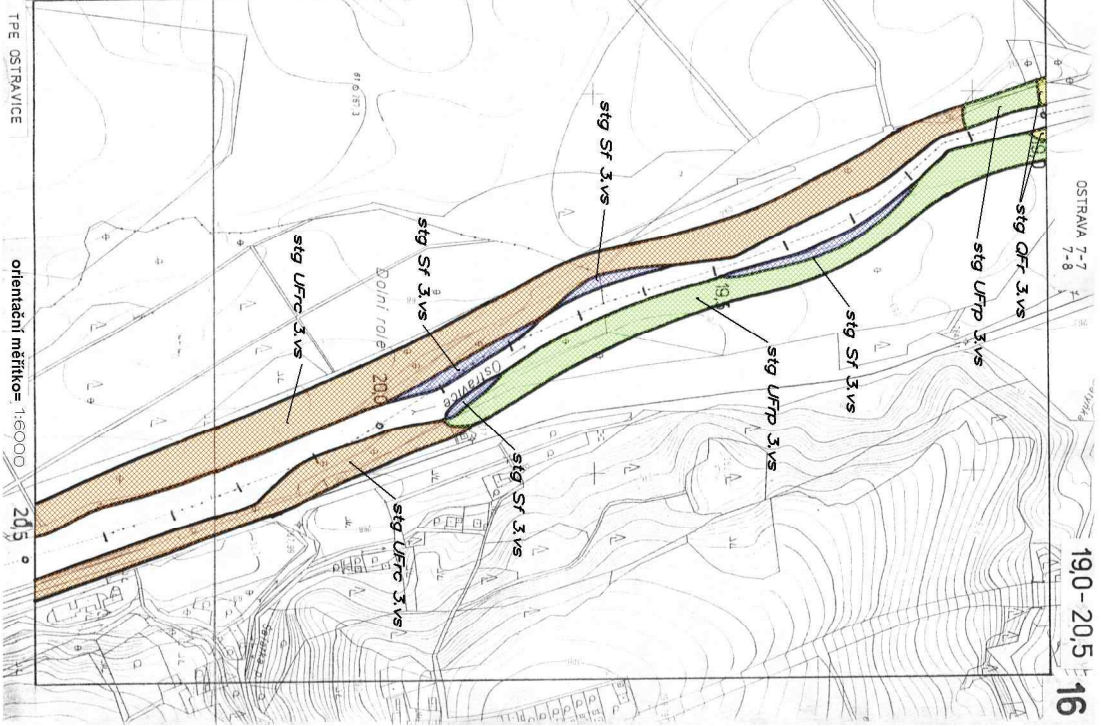 19,0-20,5
16
OSTRAVA 7-7
7-8
stg QFr 3.vs
stg UFrp 3.vs
stg Sf 3.vs
stg UFrp 3.vs
19,5
stg Sf 3.vs
stg Sf 3.vs
Dolní role
Ostravice
20,0
stg Sf 3.vs
stg UFrc 3.vs
stg UFrc 3.vs
20,5
TPE OSTRAVICE
orientační měřítko= 1:6000